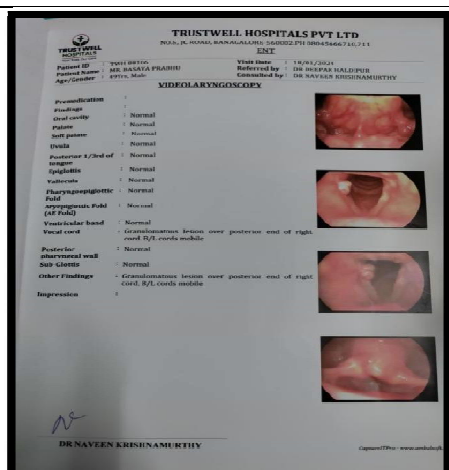 TRUSTWELL HOSPITALS PVT LTD
ENT
TRUSTWELL
HOSPITALS
Patient ID :
Patient Name : MR BASAYA PRABHU
Age/Gender : Male
Visit Date :
Referred by : DR DEEPAK HALDIPUR
Consulted by : DR NAVEEN KRISHNAMURTHY
VIDEOLARYNGOSCOPY
Premedication :
Findings :
Oral cavity : Normal
Palate : Normal
Soft palate : Normal
Uvula : Normal
Posterior 1/3rd of : Normal
tongue
Epiglottis : Normal
Vallecula : Normal
Pharyngoepiglottic : Normal
Fold
Aryepiglottic Fold : Normal
(AE Fold)
Ventricular band : Normal
Vocal cord : Granulomatous lesion over posterior end of right
cord. B/L cords mobile
Posterior : Normal
pharyngeal wall
Sub-Glottis : Normal
Other Findings : Granulomatous lesion over posterior end of right
cord. B/L cords mobile
Impression :
DR NAVEEN KRISHNAMURTHY